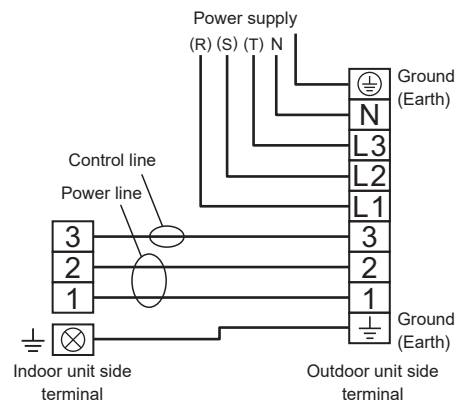 Power supply
(R) (S) (T) N
Ground
(Earth)
N
L3
L2
L1
Control line
Power line
3 3
2 2
1 1
Ground
(Earth)
Indoor unit side
terminal
Outdoor unit side
terminal